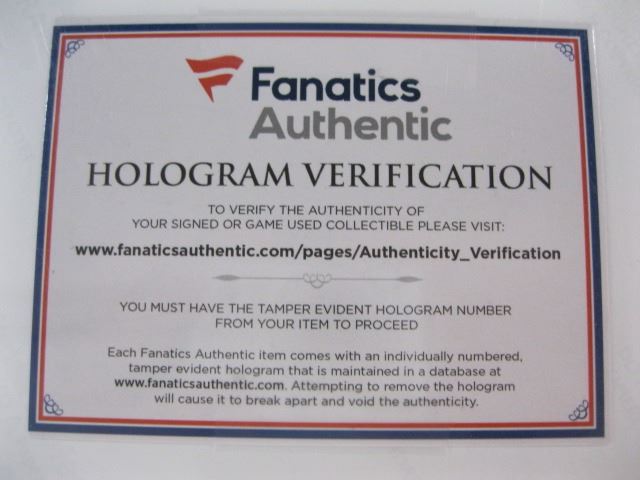 Fanatics
Authentic
HOLOGRAM VERIFICATION
TO VERIFY THE AUTHENTICITY OF
YOUR SIGNED OR GAME USED COLLECTIBLE PLEASE VISIT:
www.fanaticsauthentic.com/pages/Authenticity_Verification
YOU MUST HAVE THE TAMPER EVIDENT HOLOGRAM NUMBER
FROM YOUR ITEM TO PROCEED
Each Fanatics Authentic item comes with an individually numbered,
tamper evident hologram that is maintained in a database at
www.fanaticsauthentic.com. Attempting to remove the hologram
will cause it to break apart and void the authenticity.